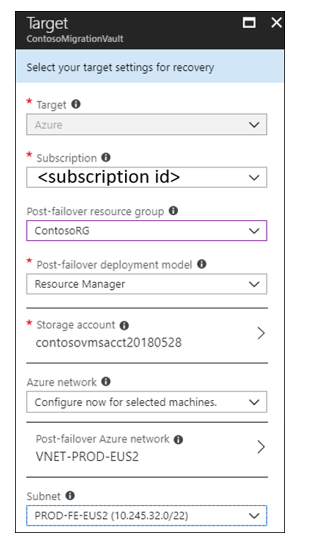 Target
ContosoMigrationVault
Select your target settings for recovery
* Target
Azure
* Subscription
<subscription id>
Post-failover resource group
ContosoRG
* Post-failover deployment model
Resource Manager
* Storage account
contosovmsacct20180528
Azure network
Configure now for selected machines.
Post-failover Azure network
VNET-PROD-EUS2
Subnet
PROD-FE-EUS2 (10.245.32.0/22)